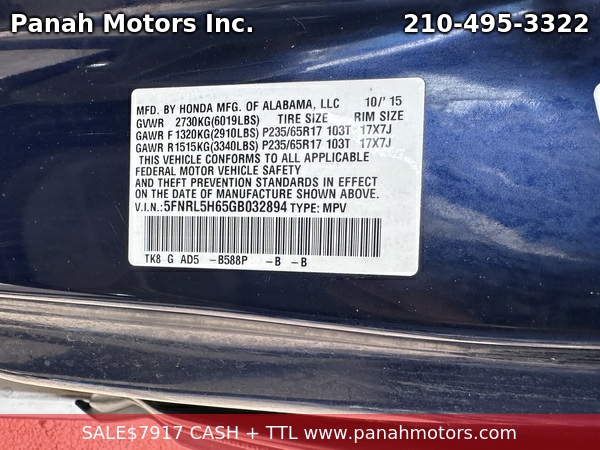 Panah Motors Inc. 210-495-3322
MFD. BY HONDA MFG. OF ALABAMA, LLC 10/'15
GVWR 2730KG(6019LBS) TIRE SIZE RIM SIZE
GAWR F 1320KG(2910LBS) P235/65R17 103T 17X7J
GAWR R1515KG(3340LBS) P235/65R17 103T 17X7J
THIS VEHICLE CONFORMS TO ALL APPLICABLE
FEDERAL MOTOR VEHICLE SAFETY
AND THEFT PREVENTION STANDARDS IN EFFECT
ON THE DATE OF MANUFACTURE SHOWN ABOVE.
V.I.N.:5FNRL5H65GB032894 TYPE: MPV
TK8 G AD5 -B588P -B -B
SALE$7917 CASH + TTL www.panahmotors.com